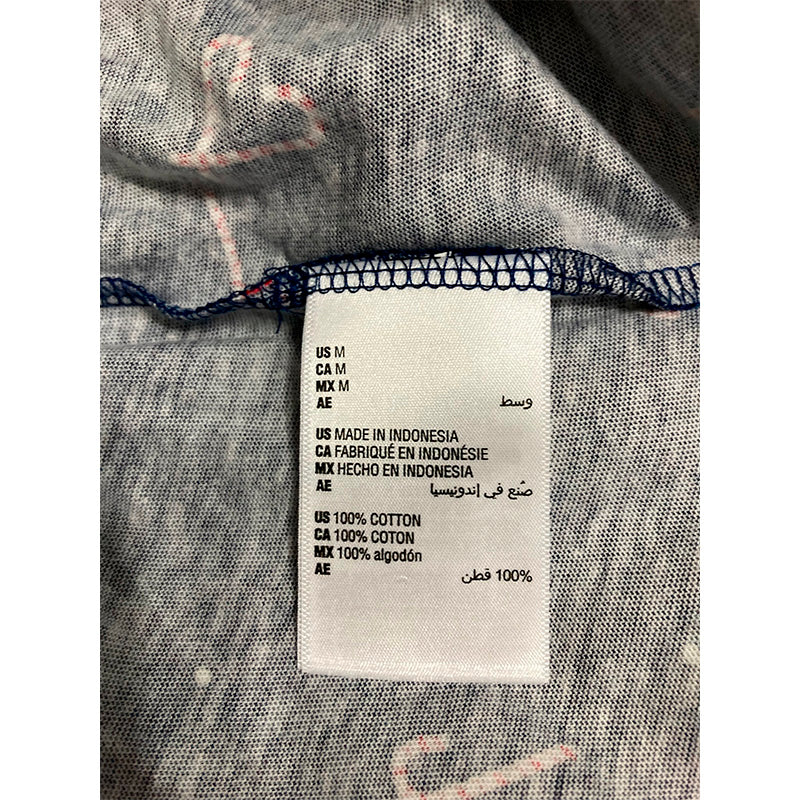 US M
CA M
MX M
AE وسط
US MADE IN INDONESIA
CA FABRIQUÉ EN INDONÉSIE
MX HECHO EN INDONESIA
AE صُنع في إندونيسيا
US 100% COTTON
CA 100% COTON
MX 100% algodón
AE 100% قطن